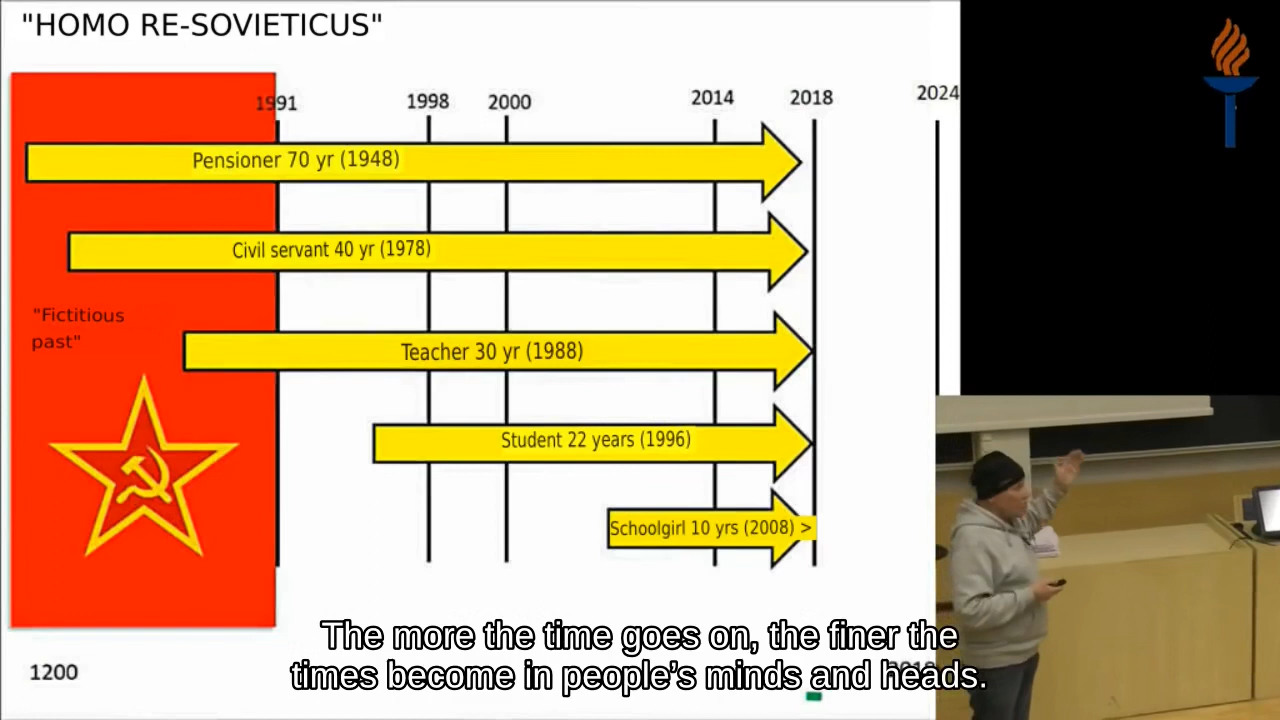 "HOMO RE-SOVIETICUS"
1991
1998
2000
2014
2018
2024
Pensioner 70 yr (1948)
Civil servant 40 yr (1978)
"Fictitious
past"
Teacher 30 yr (1988)
Student 22 years (1996)
Schoolgirl 10 yrs (2008) >
The more the time goes on, the finer the
times become in people's minds and heads.
1200